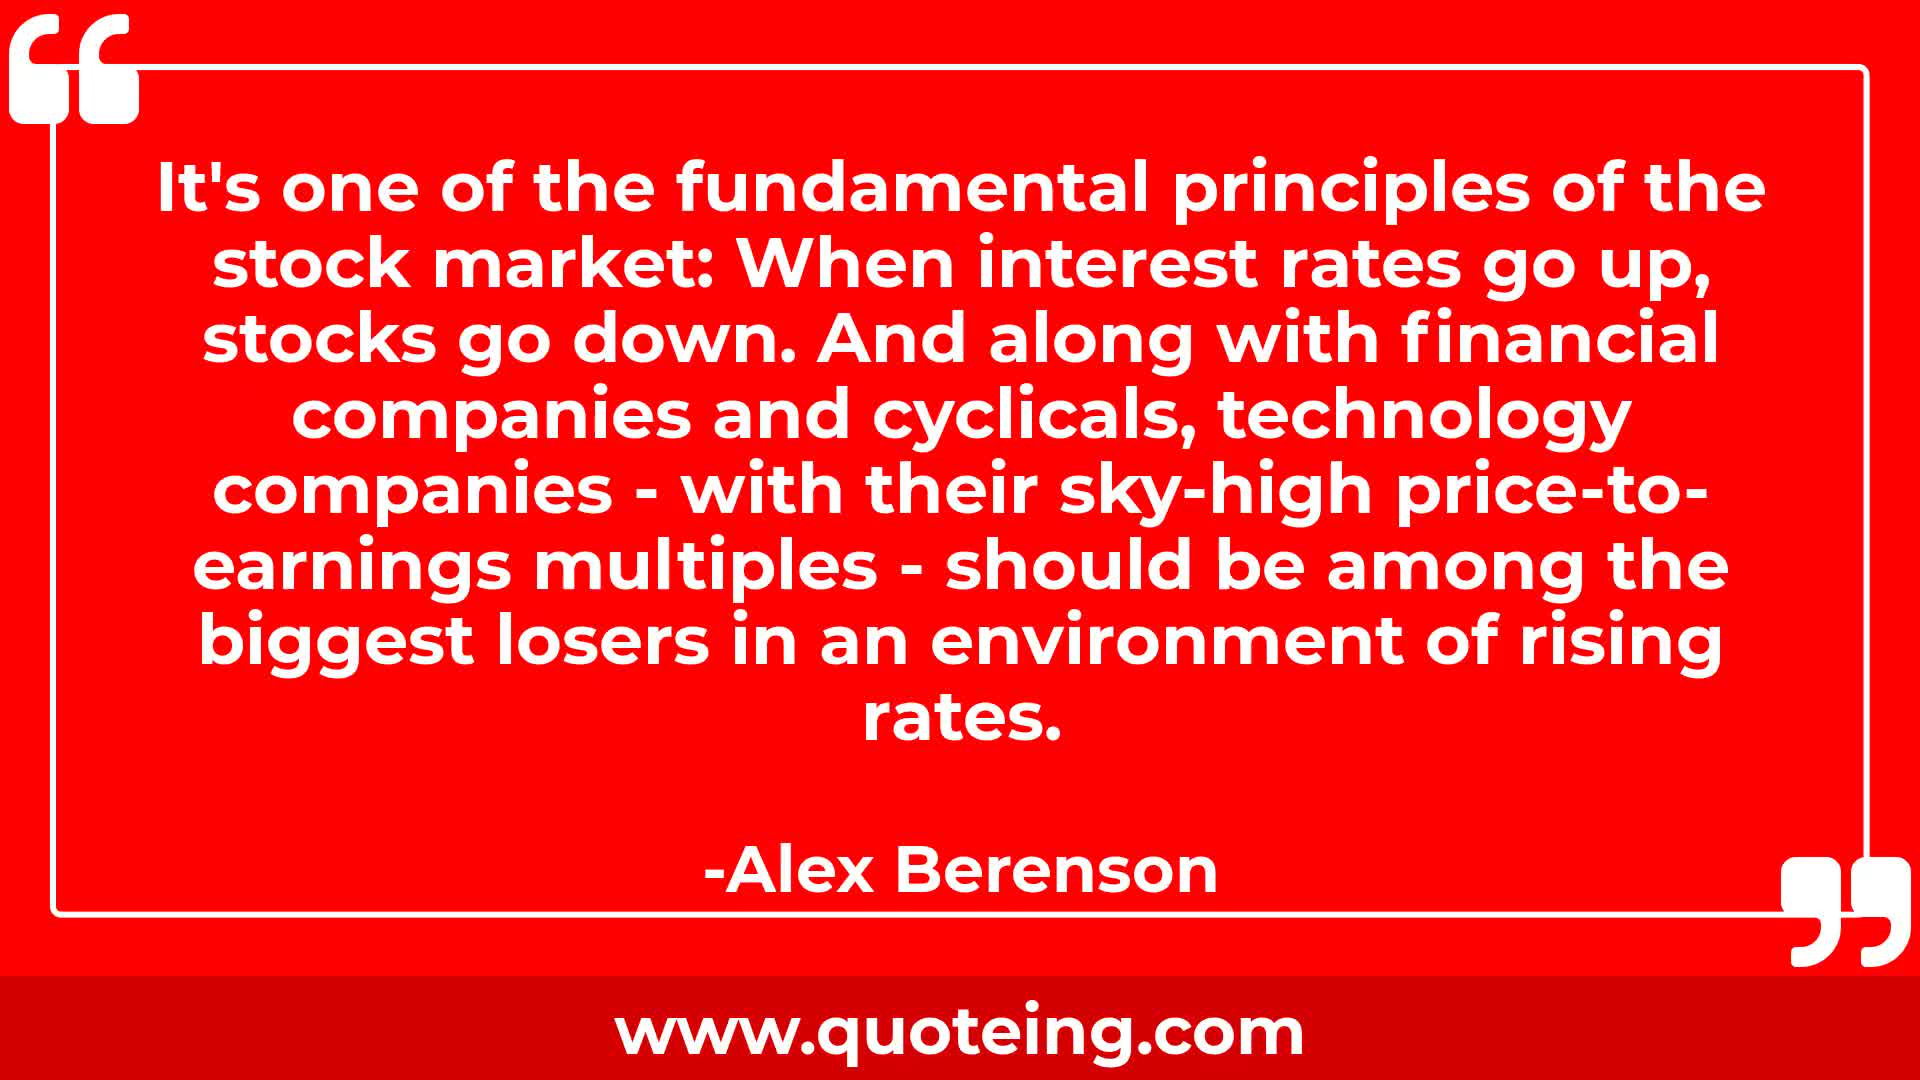 It's one of the fundamental principles of the
stock market: When interest rates go up,
stocks go down. And along with financial
companies and cyclicals, technology
companies - with their sky-high price-to-
earnings multiples - should be among the
biggest losers in an environment of rising
rates.
-Alex Berenson
www.quoteing.com